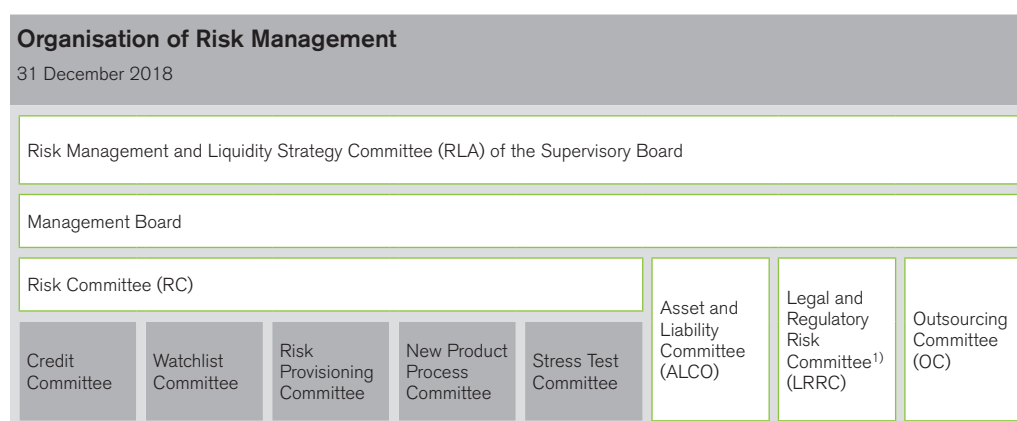 Organisation of Risk Management
31 December 2018
Risk Management and Liquidity Strategy Committee (RLA) of the Supervisory Board
Management Board
Risk Committee (RC)
Credit
Committee
Watchlist
Committee
Risk
Provisioning
Committee
New Product
Process
Committee
Stress Test
Committee
Asset and
Liability
Committee
(ALCO)
Legal and
Regulatory
Risk
Committee¹⁾
(LRRC)
Outsourcing
Committee
(OC)